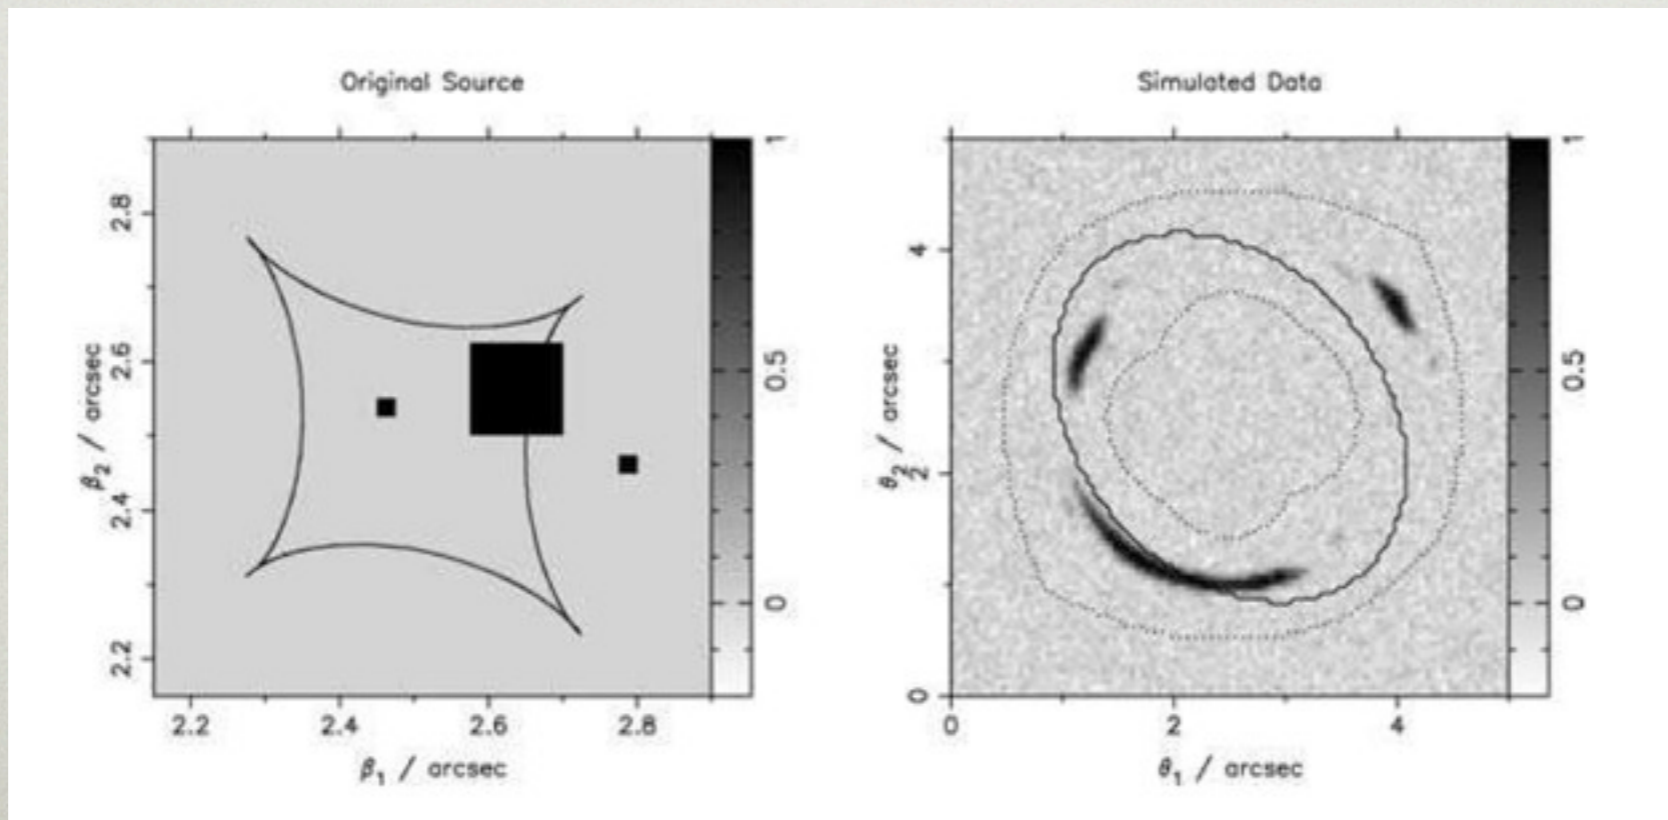 Original Source
2.8
2.6
2.4
2.2
β₂ / arcsec
2.2 2.4 2.6 2.8
β₁ / arcsec
1
0.5
0
Simulated Data
4
2
0
θ₂ / arcsec
0 2 4
θ₁ / arcsec
1
0.5
0